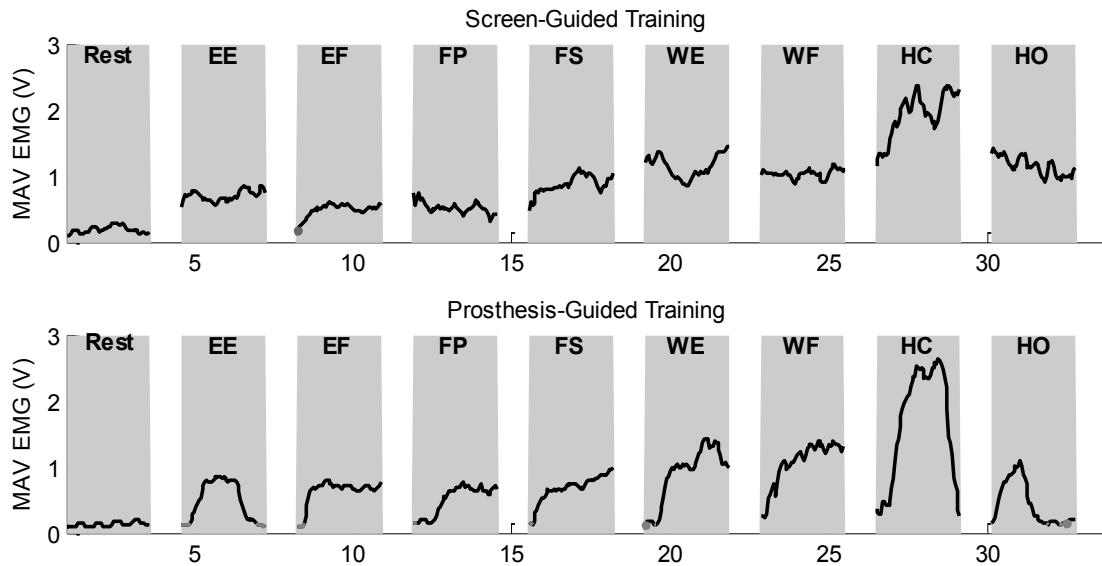 Screen-Guided Training
3
Rest EE EF FP FS WE WF HC HO
2
MAV EMG (V)
1
0
5 10 15 20 25 30
Prosthesis-Guided Training
3
Rest EE EF FP FS WE WF HC HO
2
MAV EMG (V)
1
0
5 10 15 20 25 30